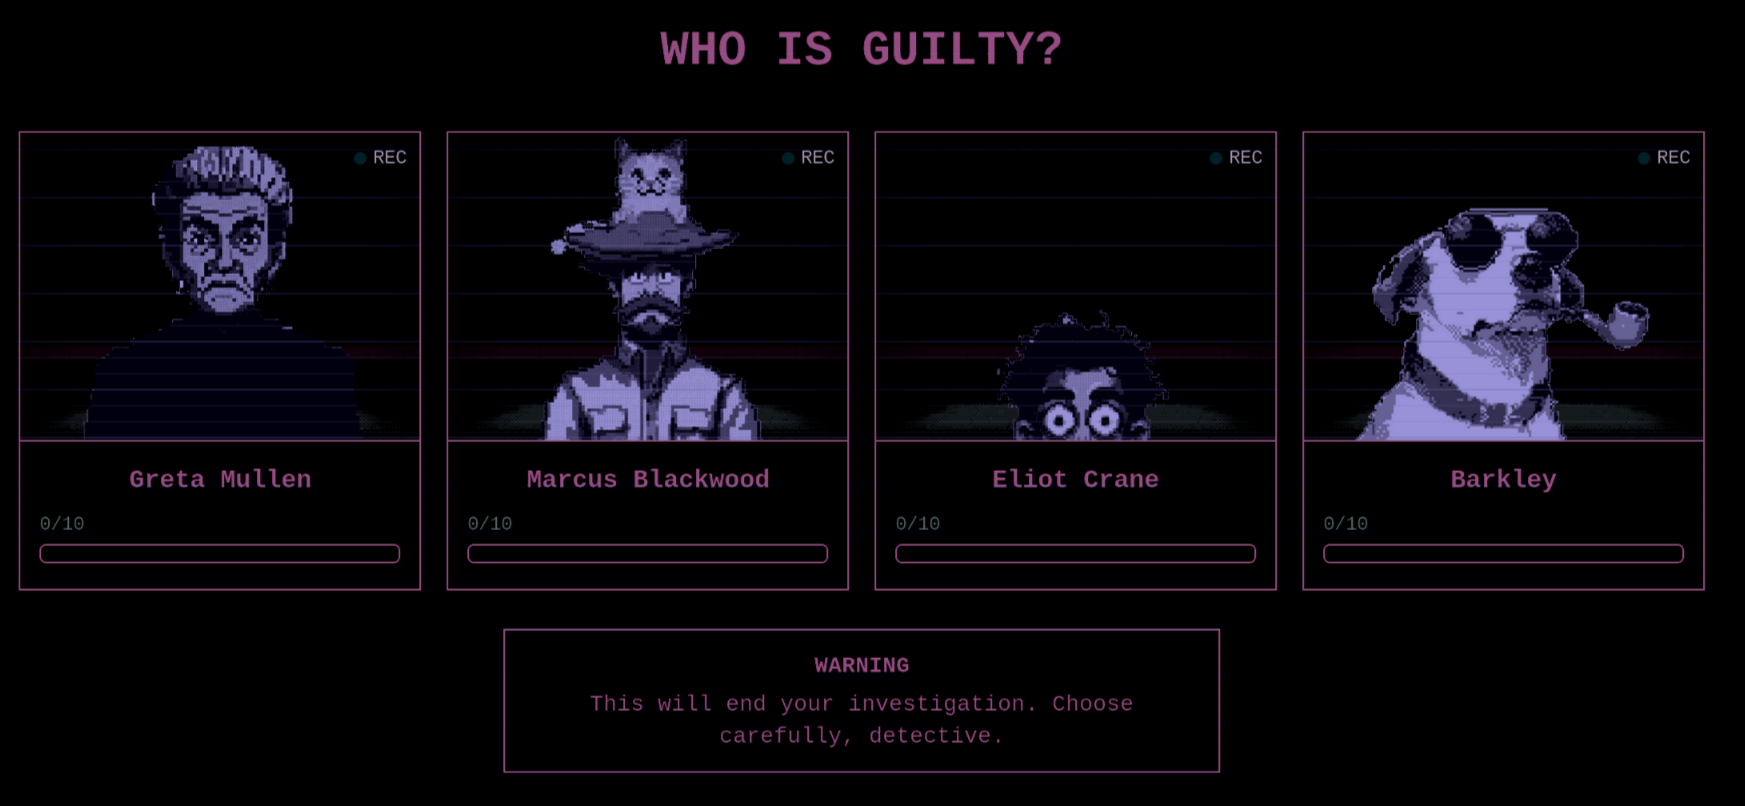 WHO IS GUILTY?
REC
REC
REC
REC
Greta Mullen
0/10
Marcus Blackwood
0/10
Eliot Crane
0/10
Barkley
0/10
WARNING
This will end your investigation. Choose
carefully, detective.